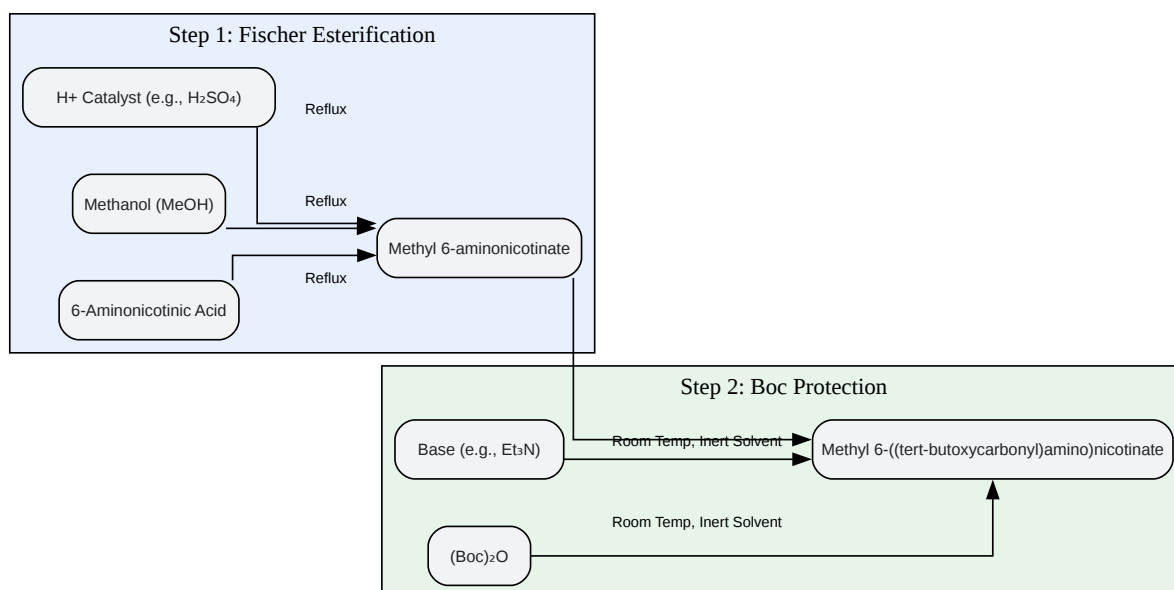 Step 1: Fischer Esterification
H+ Catalyst (e.g., H₂SO₄)
Reflux
Methanol (MeOH)
Reflux
Methyl 6-aminonicotinate
Reflux
6-Aminonicotinic Acid
Step 2: Boc Protection
Base (e.g., Et₃N)
Room Temp, Inert Solvent
Methyl 6-((tert-butoxycarbonyl)amino)nicotinate
Room Temp, Inert Solvent
(Boc)₂O